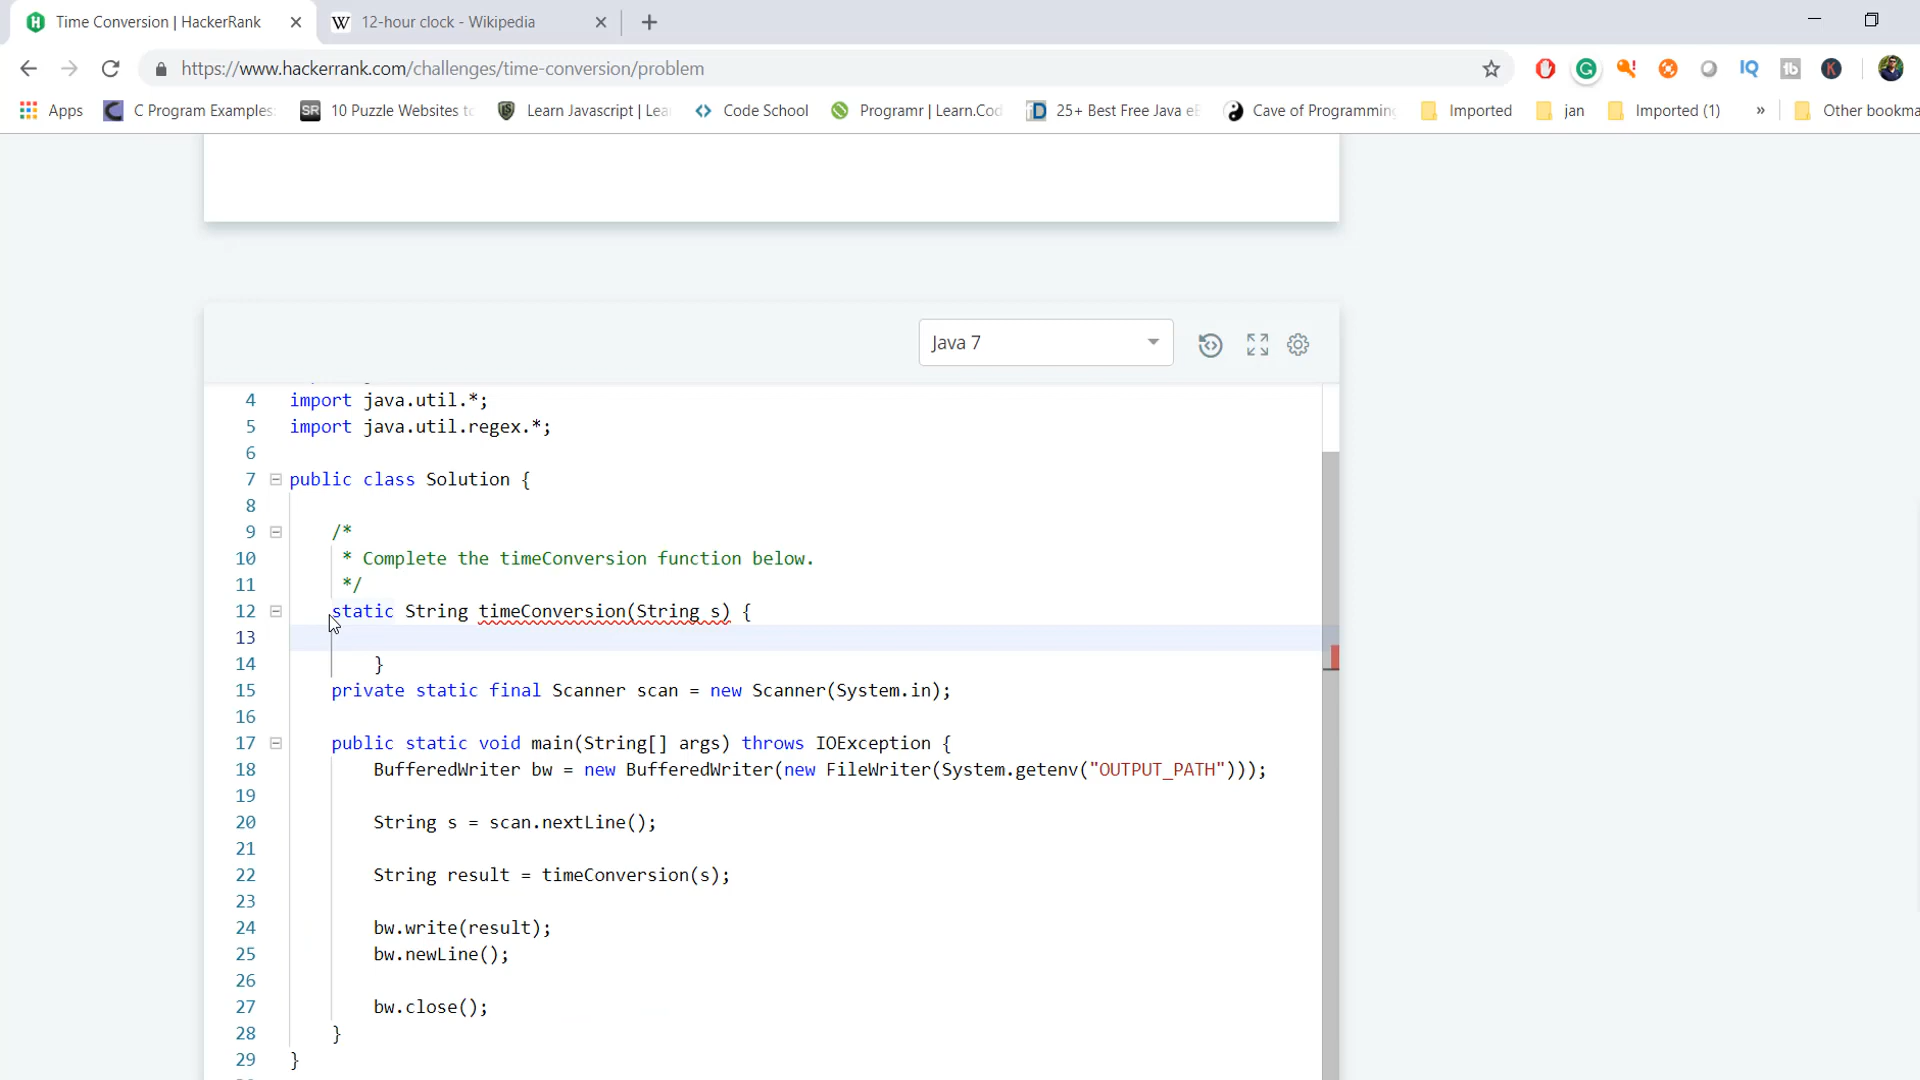 Time Conversion | HackerRank
W 12-hour clock - Wikipedia
https://www.hackerrank.com/challenges/time-conversion/problem
IQ
K
Apps C Program Examples: SR 10 Puzzle Websites to Learn Javascript | Lea Code School Programr | Learn.Cod 25+ Best Free Java eB Cave of Programming Imported jan Imported (1) » Other bookma
Java 7
4 import java.util.*;
5 import java.util.regex.*;
6
7 public class Solution {
8
9 /*
10 * Complete the timeConversion function below.
11 */
12 static String timeConversion(String s) {
13
14 }
15 private static final Scanner scan = new Scanner(System.in);
16
17 public static void main(String[] args) throws IOException {
18 BufferedWriter bw = new BufferedWriter(new FileWriter(System.getenv("OUTPUT_PATH")));
19
20 String s = scan.nextLine();
21
22 String result = timeConversion(s);
23
24 bw.write(result);
25 bw.newLine();
26
27 bw.close();
28 }
29 }